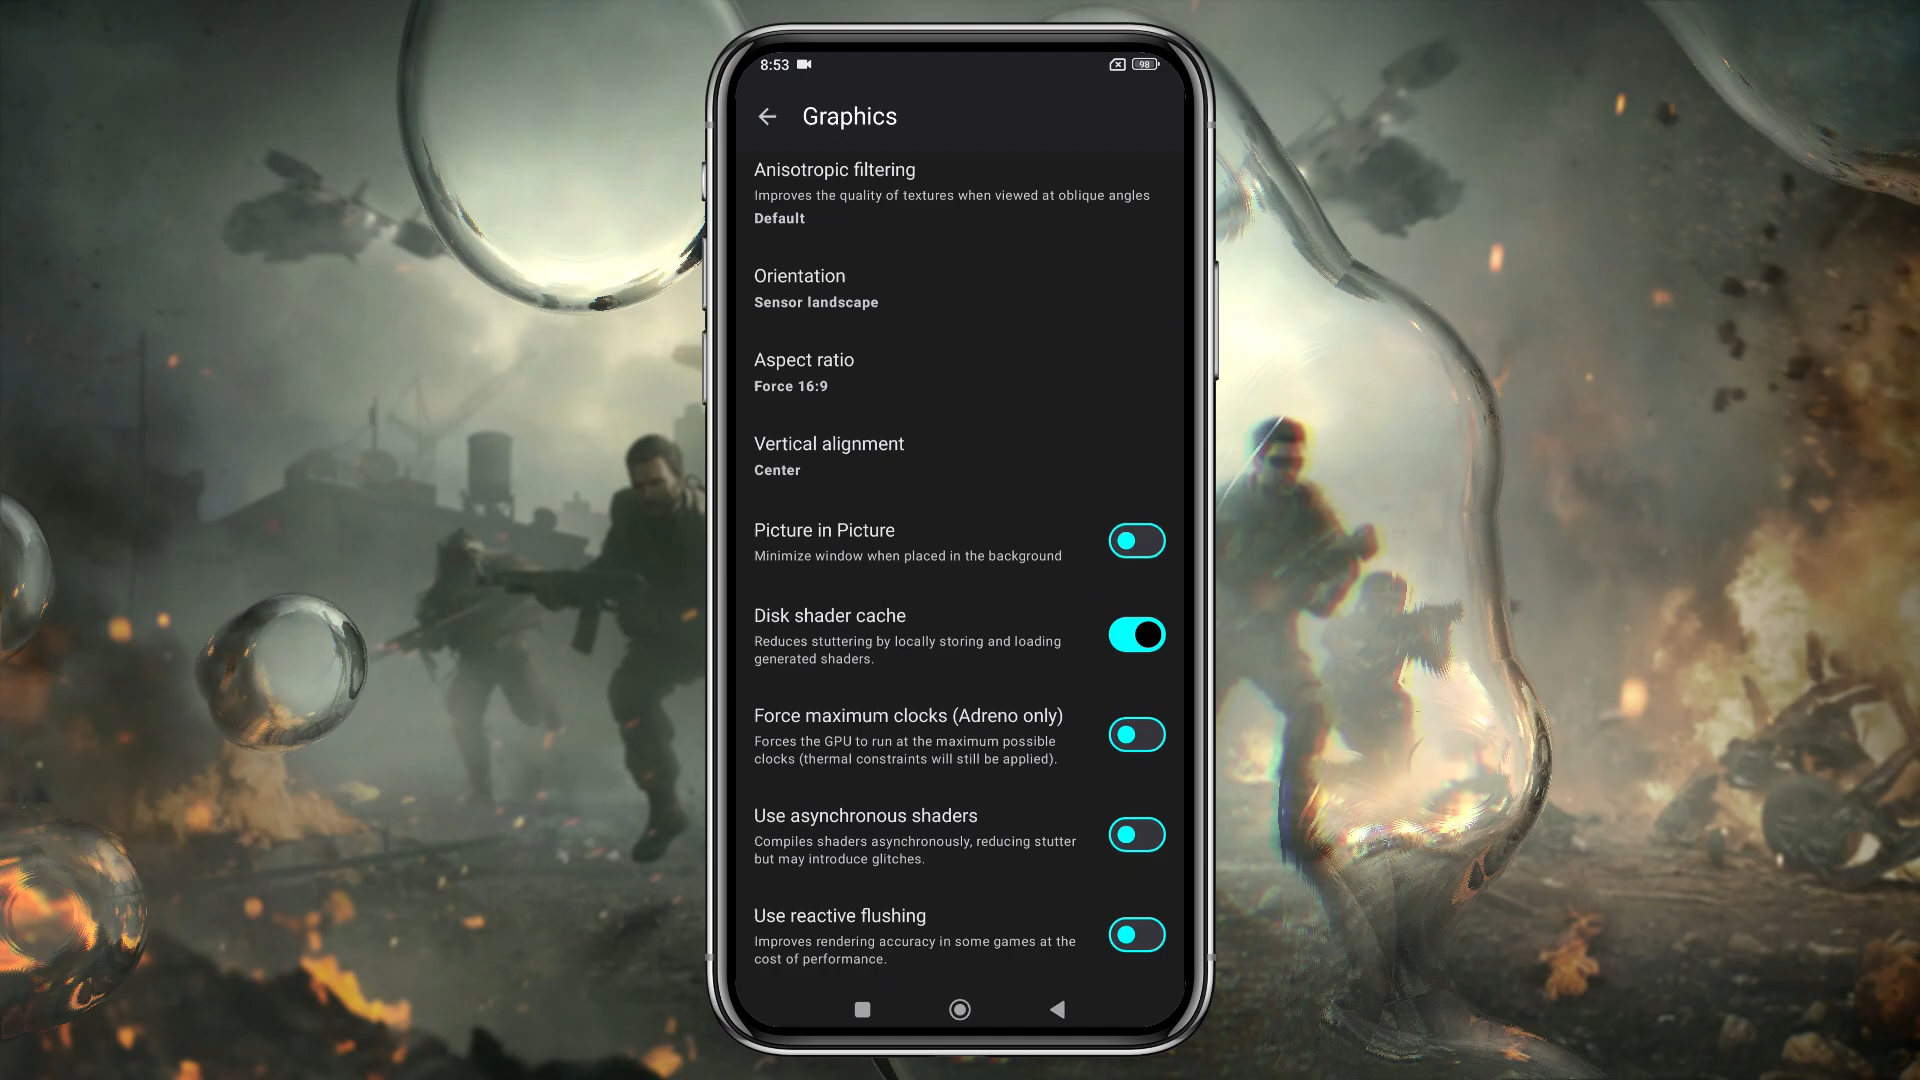 8:53
98
Graphics
Anisotropic filtering
Improves the quality of textures when viewed at oblique angles
Default
Orientation
Sensor landscape
Aspect ratio
Force 16:9
Vertical alignment
Center
Picture in Picture
Minimize window when placed in the background
Disk shader cache
Reduces stuttering by locally storing and loading
generated shaders.
Force maximum clocks (Adreno only)
Forces the GPU to run at the maximum possible
clocks (thermal constraints will still be applied).
Use asynchronous shaders
Compiles shaders asynchronously, reducing stutter
but may introduce glitches.
Use reactive flushing
Improves rendering accuracy in some games at the
cost of performance.